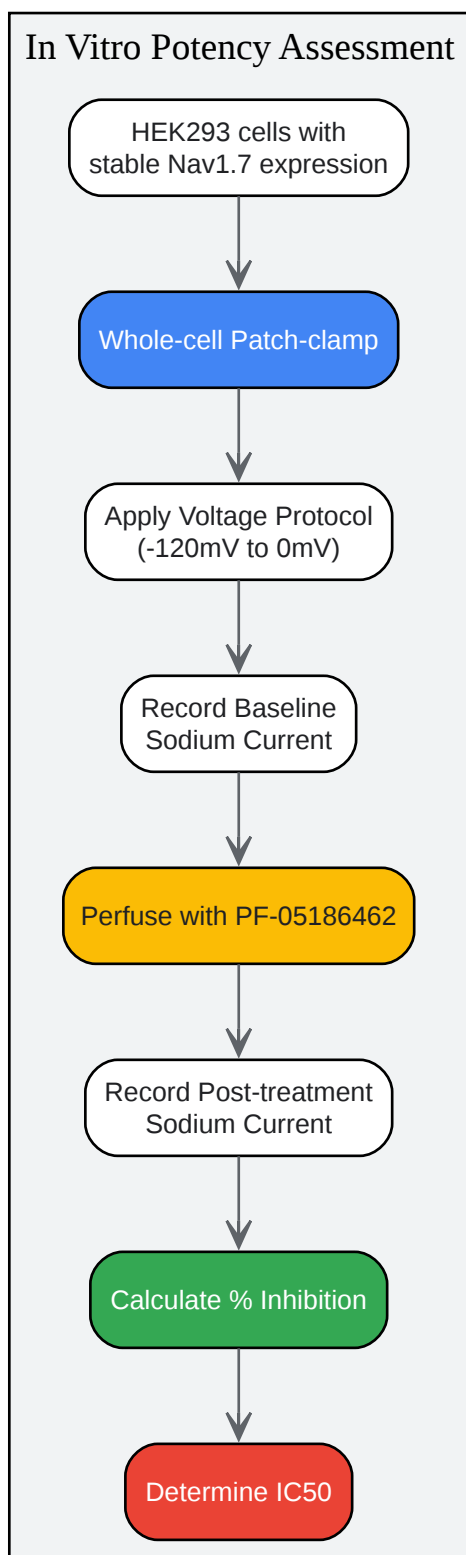 In Vitro Potency Assessment
HEK293 cells with
stable Nav1.7 expression
Whole-cell Patch-clamp
Apply Voltage Protocol
(-120mV to 0mV)
Record Baseline
Sodium Current
Perfuse with PF-05186462
Record Post-treatment
Sodium Current
Calculate % Inhibition
Determine IC50